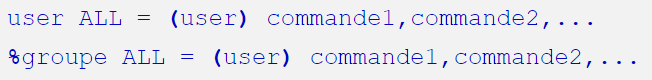 user ALL = (user) commande1,commande2,...
%groupe ALL = (user) commande1,commande2,...